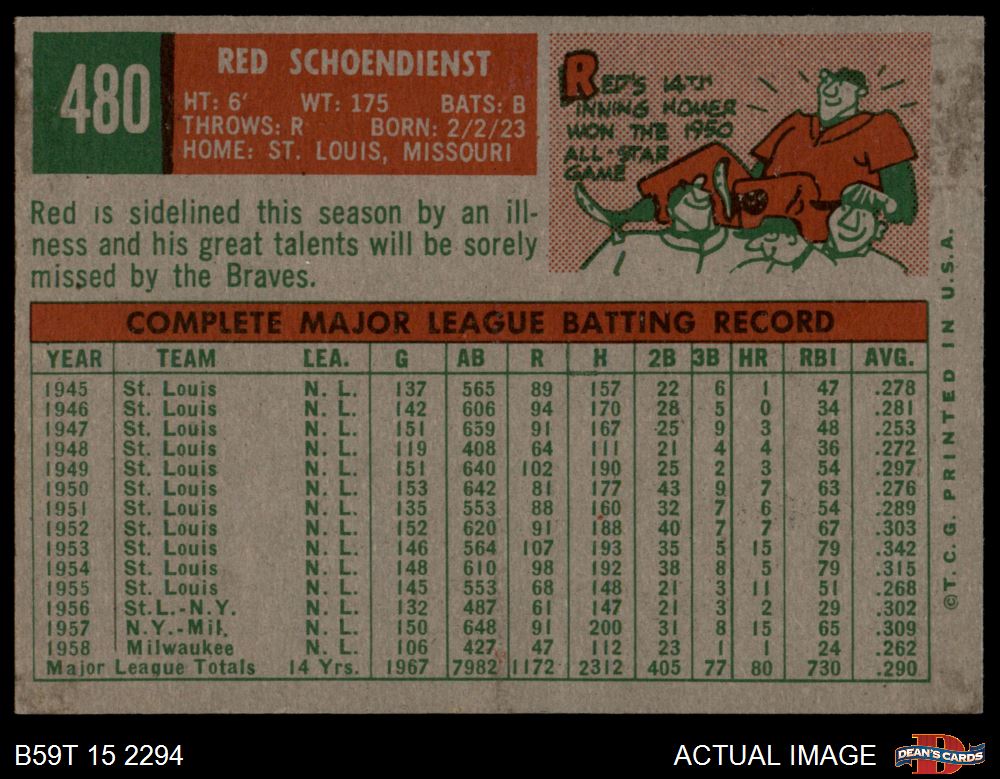 480
RED SCHOENDIENST
HT: 6' WT: 175 BATS: B
THROWS: R BORN: 2/2/23
HOME: ST. LOUIS, MISSOURI
RED'S 14TH
INNING HOMER
WON THE 1950
ALL STAR
GAME
Red is sidelined this season by an ill-
ness and his great talents will be sorely
missed by the Braves.
COMPLETE MAJOR LEAGUE BATTING RECORD
YEAR TEAM LEA. G AB R H 2B 3B HR RBI AVG.
1945 St. Louis N. L. 137 565 89 157 22 6 1 47 .278
1946 St. Louis N. L. 142 606 94 170 28 5 0 34 .281
1947 St. Louis N. L. 151 659 91 167 25 9 3 48 .253
1948 St. Louis N. L. 119 408 64 111 21 4 4 36 .272
1949 St. Louis N. L. 151 640 102 190 25 2 3 54 .297
1950 St. Louis N. L. 153 642 81 177 43 9 7 63 .276
1951 St. Louis N. L. 135 553 88 160 32 7 6 54 .289
1952 St. Louis N. L. 152 620 91 188 40 7 7 67 .303
1953 St. Louis N. L. 146 564 107 193 35 5 15 79 .342
1954 St. Louis N. L. 148 610 98 192 38 8 5 79 .315
1955 St. Louis N. L. 145 553 68 148 21 3 11 51 .268
1956 St.L.-N.Y. N. L. 132 487 61 147 21 3 2 29 .302
1957 N.Y.-Mil. N. L. 150 648 91 200 31 8 15 65 .309
1958 Milwaukee N. L. 106 427 47 112 23 1 1 24 .262
Major League Totals 14 Yrs. 1967 7982 1172 2312 405 77 80 730 .290
©T. C. G. PRINTED IN U.S.A.
B59T 15 2294
ACTUAL IMAGE
DEAN'S CARDS